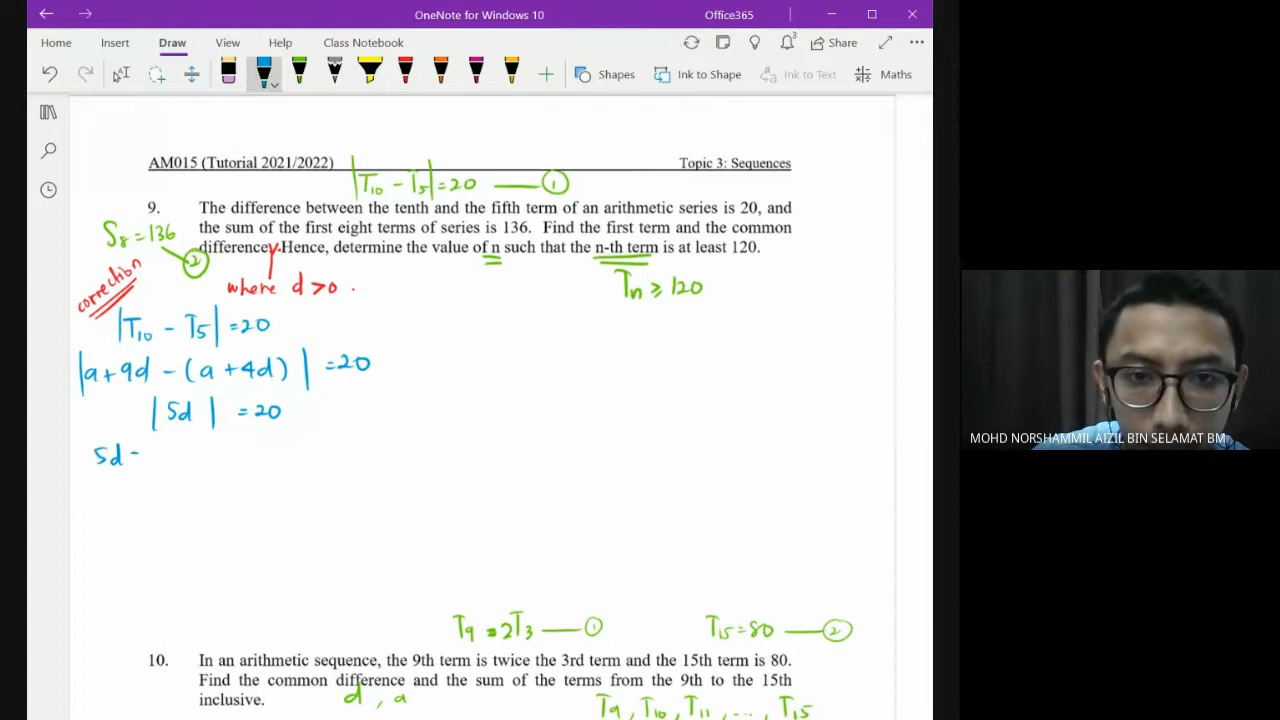 OneNote for Windows 10
Office365
Home Insert Draw View Help Class Notebook
3
Share
Shapes
Ink to Shape
Ink to Text
Maths
AM015 (Tutorial 2021/2022)
Topic 3: Sequences
|T10 - T5| = 20 —— ①
9. The difference between the tenth and the fifth term of an arithmetic series is 20, and
the sum of the first eight terms of series is 136. Find the first term and the common
difference. Hence, determine the value of n such that the n-th term is at least 120.
S8 = 136
②
correction
where d > 0 .
Tn ≥ 120
|T10 - T5| = 20
|a + 9d - (a + 4d)| = 20
|5d| = 20
5d -
MOHD NORSHAMMIL AIZIL BIN SELAMAT BM
T9 = 2T3 —— ①
T15 = 80 —— ②
10. In an arithmetic sequence, the 9th term is twice the 3rd term and the 15th term is 80.
Find the common difference and the sum of the terms from the 9th to the 15th
inclusive.
d , a
T9 , T10 , T11 , ... , T15